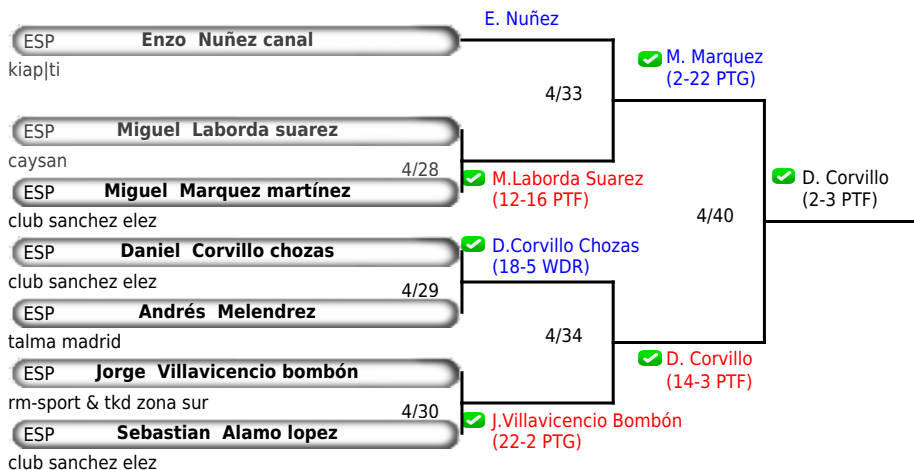 E. Nuñez
ESP Enzo Nuñez canal
kiap|ti
M. Marquez
(2-22 PTG)
4/33
ESP Miguel Laborda suarez
caysan
4/28
M.Laborda Suarez
(12-16 PTF)
ESP Miguel Marquez martínez
club sanchez elez
D. Corvillo
(2-3 PTF)
4/40
ESP Daniel Corvillo chozas
club sanchez elez
D.Corvillo Chozas
(18-5 WDR)
4/29
ESP Andrés Melendrez
talma madrid
4/34
D. Corvillo
(14-3 PTF)
ESP Jorge Villavicencio bombón
rm-sport & tkd zona sur
4/30
J.Villavicencio Bombón
(22-2 PTG)
ESP Sebastian Alamo lopez
club sanchez elez